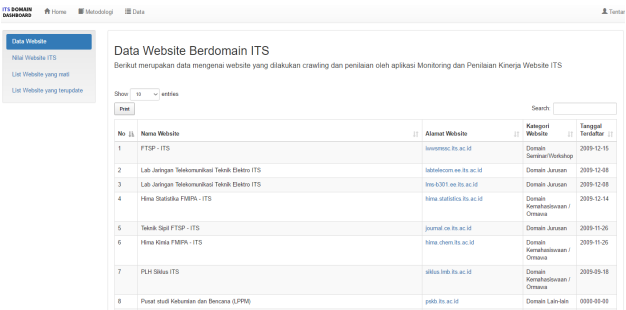 ITS DOMAIN
DASHBOARD
Home
Metodologi
Data
Data Website
Nilai Website ITS
List Website yang mati
List Website yang terupdate
Data Website Berdomain ITS
Berikut merupakan data mengenai website yang dilakukan crawling dan penilaian oleh aplikasi Monitoring dan Penilaian Kinerja Website ITS
Show 10 entries
Print
Search:
No Nama Website Alamat Website Kategori Website Tanggal Terdaftar
1 FTSP - ITS Domain Seminar/Workshop 2009-12-15
2 Lab Jaringan Telekomunikasi Teknik Elektro ITS labtelecom.ee.its.ac.id Domain Jurusan 2009-12-08
3 Lab Jaringan Telekomunikasi Teknik Elektro ITS lms-b301.ee.its.ac.id Domain Jurusan 2009-12-08
4 Hima Statistika FMIPA - ITS hima.statistics.its.ac.id Domain Kemahasiswaan / Ormawa 2009-12-14
5 Teknik Sipil FTSP - ITS journal.ce.its.ac.id Domain Jurusan 2009-11-26
6 Hima Kimia FMIPA - ITS hima.chem.its.ac.id Domain Kemahasiswaan / Ormawa 2009-11-26
7 PLH Siklus ITS siklus.lmb.its.ac.id Domain Kemahasiswaan / Ormawa 2009-09-18
8 Pusat studi Kebumian dan Bencana (LPPM) pskb.its.ac.id Domain Lain-lain 0000-00-00